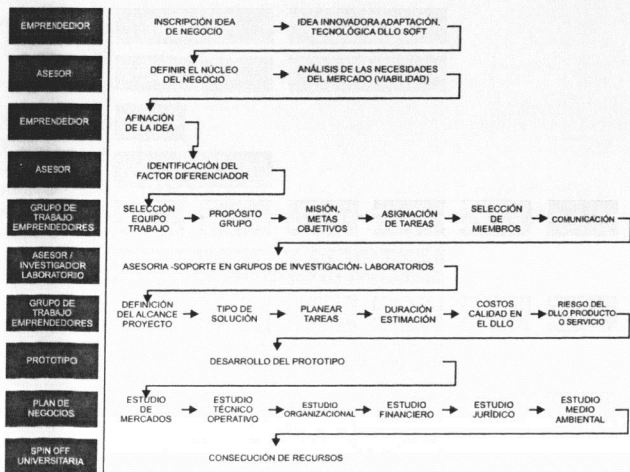 EMPRENDEDIOR
INSCRIPCIÓN IDEA
DE NEGOCIO
IDEA INNOVADORA ADAPTACIÓN,
TECNOLÓGICA DLLO SOFT
ASESOR
DEFINIR EL NÚCLEO
DEL NEGOCIO
ANÁLISIS DE LAS NECESIDADES
DEL MERCADO (VIABILIDAD)
EMPRENDEDIOR
AFINACIÓN
DE LA IDEA
ASESOR
IDENTIFICACIÓN DEL
FACTOR DIFERENCIADOR
GRUPO DE
TRABAJO
EMPRENDEDORES
SELECCIÓN
EQUIPO
TRABAJO
PROPÓSITO
GRUPO
MISIÓN,
METAS
OBJETIVOS
ASIGNACIÓN
DE TAREAS
SELECCIÓN
DE
MIEMBROS
COMUNICACIÓN
ASESOR /
INVESTIGADOR
LABORATORIO
ASESORIA -SOPORTE EN GRUPOS DE INVESTIGACIÓN- LABORATORIOS
GRUPO DE
TRABAJO
EMPRENDEDORES
DEFINICIÓN
DEL ALCANCE
PROYECTO
TIPO DE
SOLUCIÓN
PLANEAR
TAREAS
DURACIÓN
ESTIMACIÓN
COSTOS
CALIDAD EN
EL DLLO
RIESGO DEL
DLLO PRODUCTO
O SERVICIO
PROTOTIPO
DESARROLLO DEL PROTOTIPO
PLAN DE
NEGOCIOS
ESTUDIO
DE
MERCADOS
ESTUDIO
TÉCNICO
OPERATIVO
ESTUDIO
ORGANIZACIONAL
ESTUDIO
FINANCIERO
ESTUDIO
JURÍDICO
ESTUDIO
MEDIO
AMBIENTAL
SPIN OFF
UNIVERSITARIA
CONSECUCIÓN DE RECURSOS